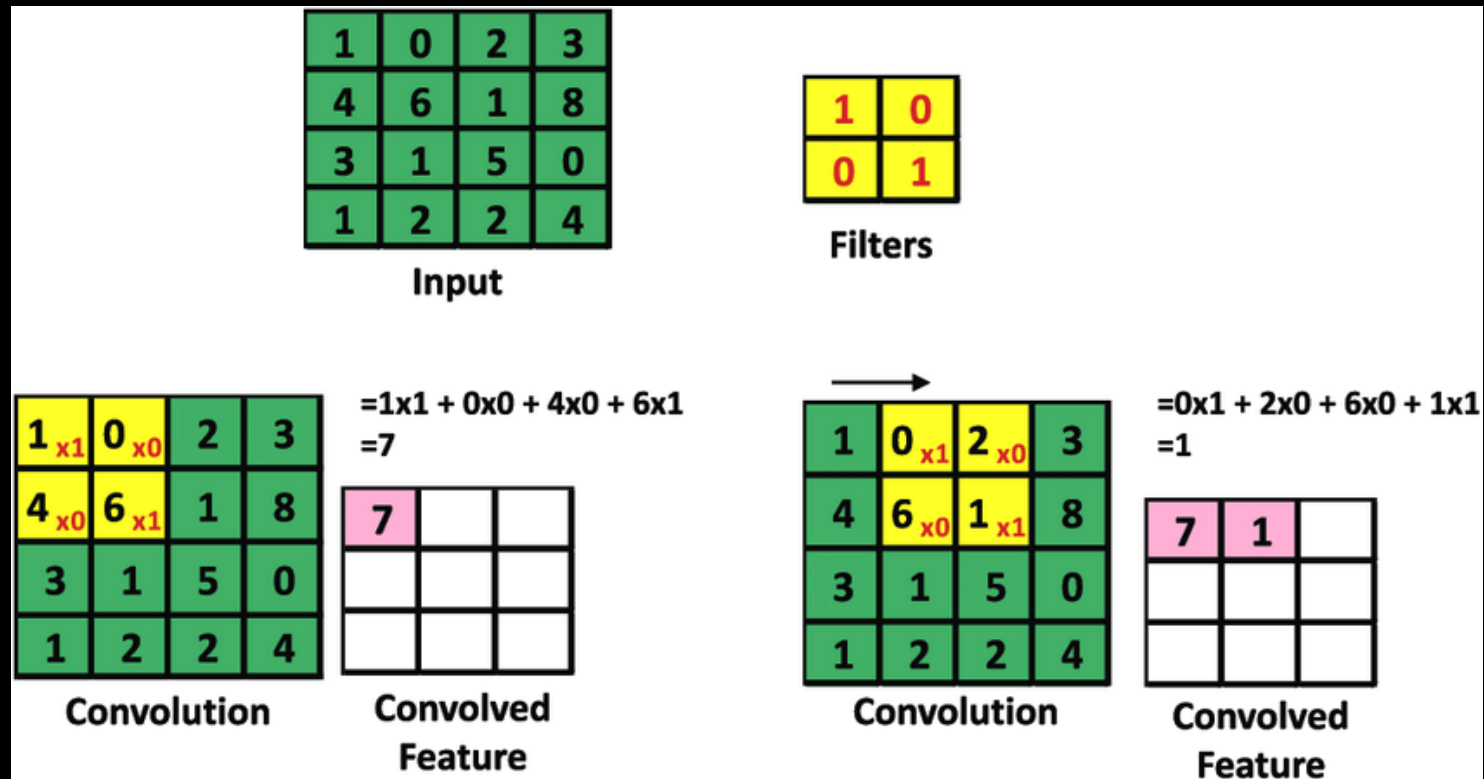 1 0 2 3
4 6 1 8
3 1 5 0
1 2 2 4
Input
1 0
0 1
Filters
1 x1 0 x0 2 3
4 x0 6 x1 1 8
3 1 5 0
1 2 2 4
Convolution
=1x1 + 0x0 + 4x0 + 6x1
=7
7
Convolved
Feature
1 0 x1 2 x0 3
4 6 x0 1 x1 8
3 1 5 0
1 2 2 4
Convolution
=0x1 + 2x0 + 6x0 + 1x1
=1
7 1
Convolved
Feature